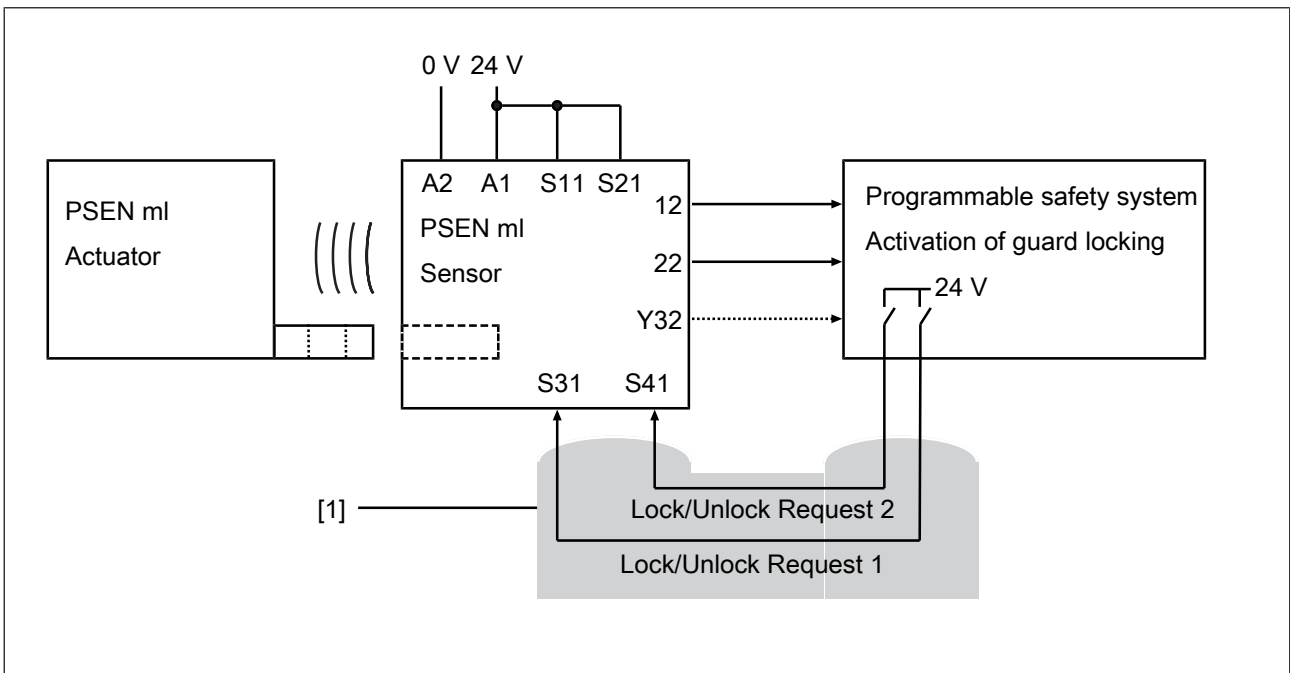 0 V 24 V
A2 A1 S11 S21
PSEN ml
Actuator
PSEN ml
Sensor
12
22
Y32
S31 S41
Programmable safety system
Activation of guard locking
24 V
[1]
Lock/Unlock Request 2
Lock/Unlock Request 1